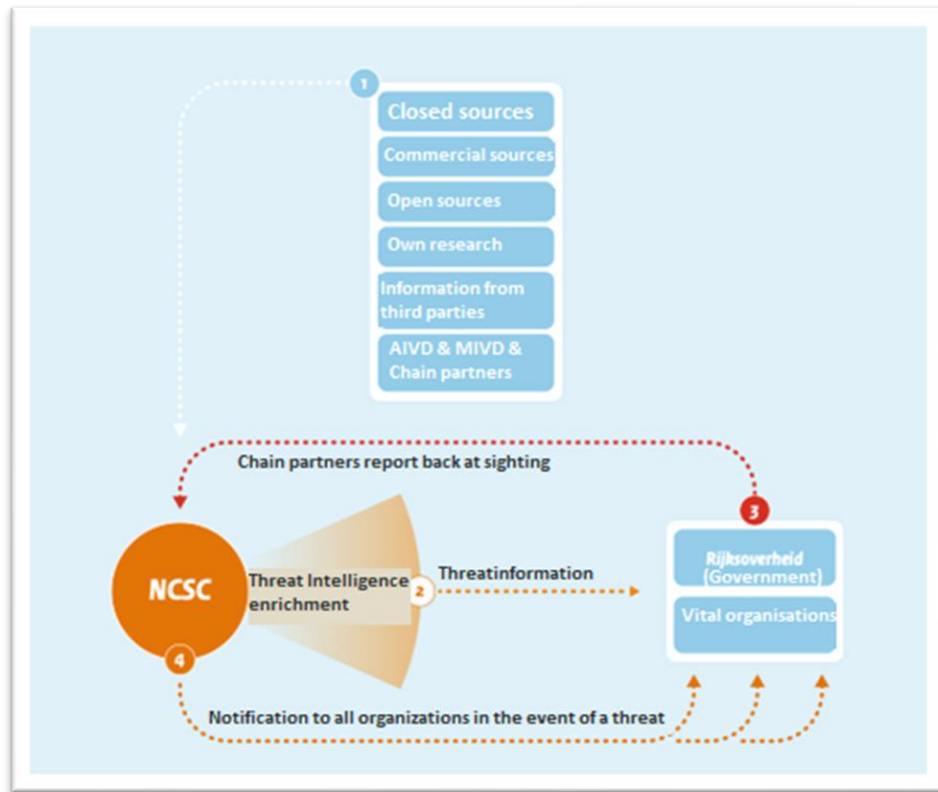 1
Closed sources
Commercial sources
Open sources
Own research
Information from
third parties
AIVD & MIVD &
Chain partners
Chain partners report back at sighting
3
NCSC
Threat Intelligence
enrichment
2
Threatinformation
Rijksoverheid
(Government)
Vital organisations
4
Notification to all organizations in the event of a threat